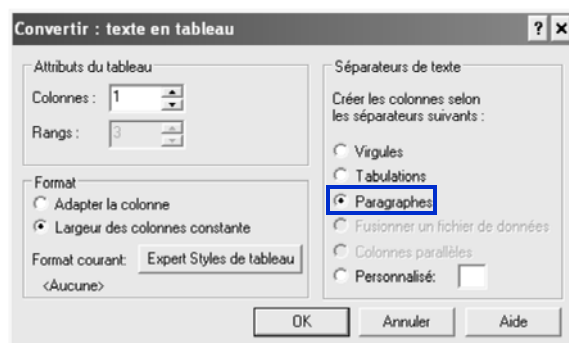 Convertir : texte en tableau
Attributs du tableau
Colonnes : 1
Rangs : 3
Format
Adapter la colonne
Largeur des colonnes constante
Format courant: Expert Styles de tableau
<Aucune>
Séparateurs de texte
Créer les colonnes selon
les séparateurs suivants :
Virgules
Tabulations
Paragraphes
Fusionner un fichier de données
Colonnes parallèles
Personnalisé:
OK Annuler Aide